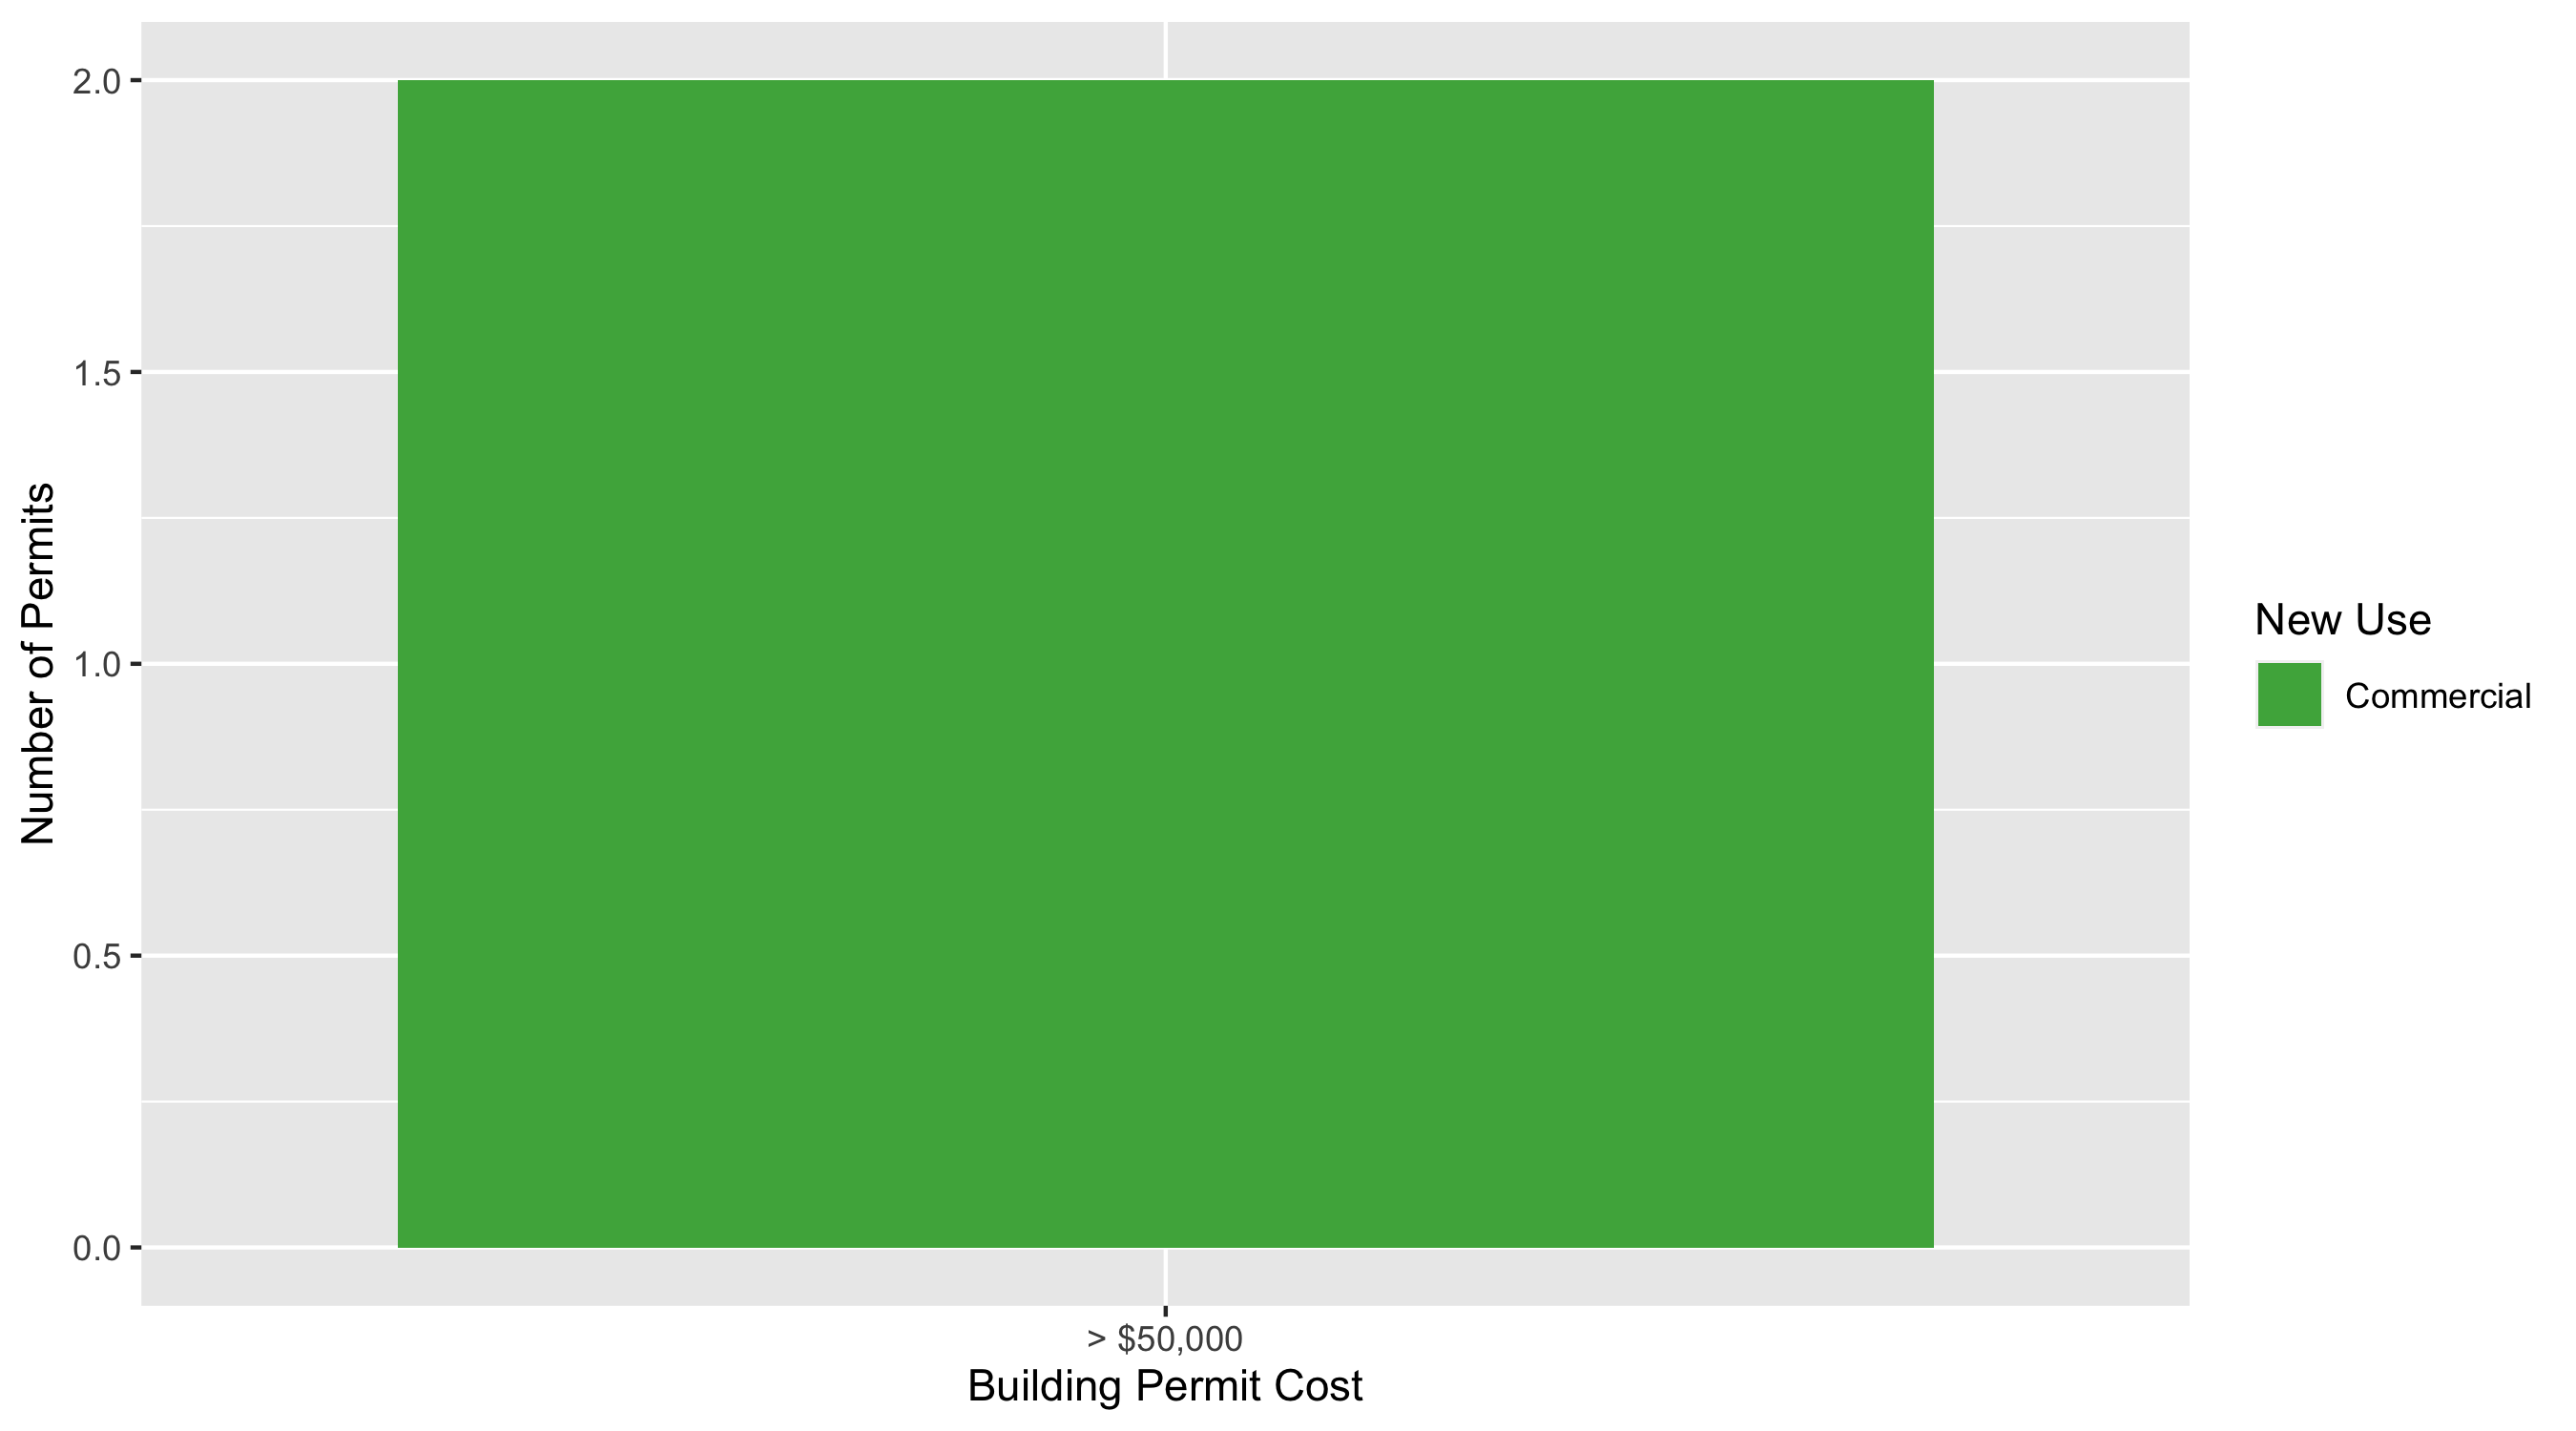 2.0
1.5
1.0
0.5
0.0
Number of Permits
> $50,000
Building Permit Cost
New Use
Commercial